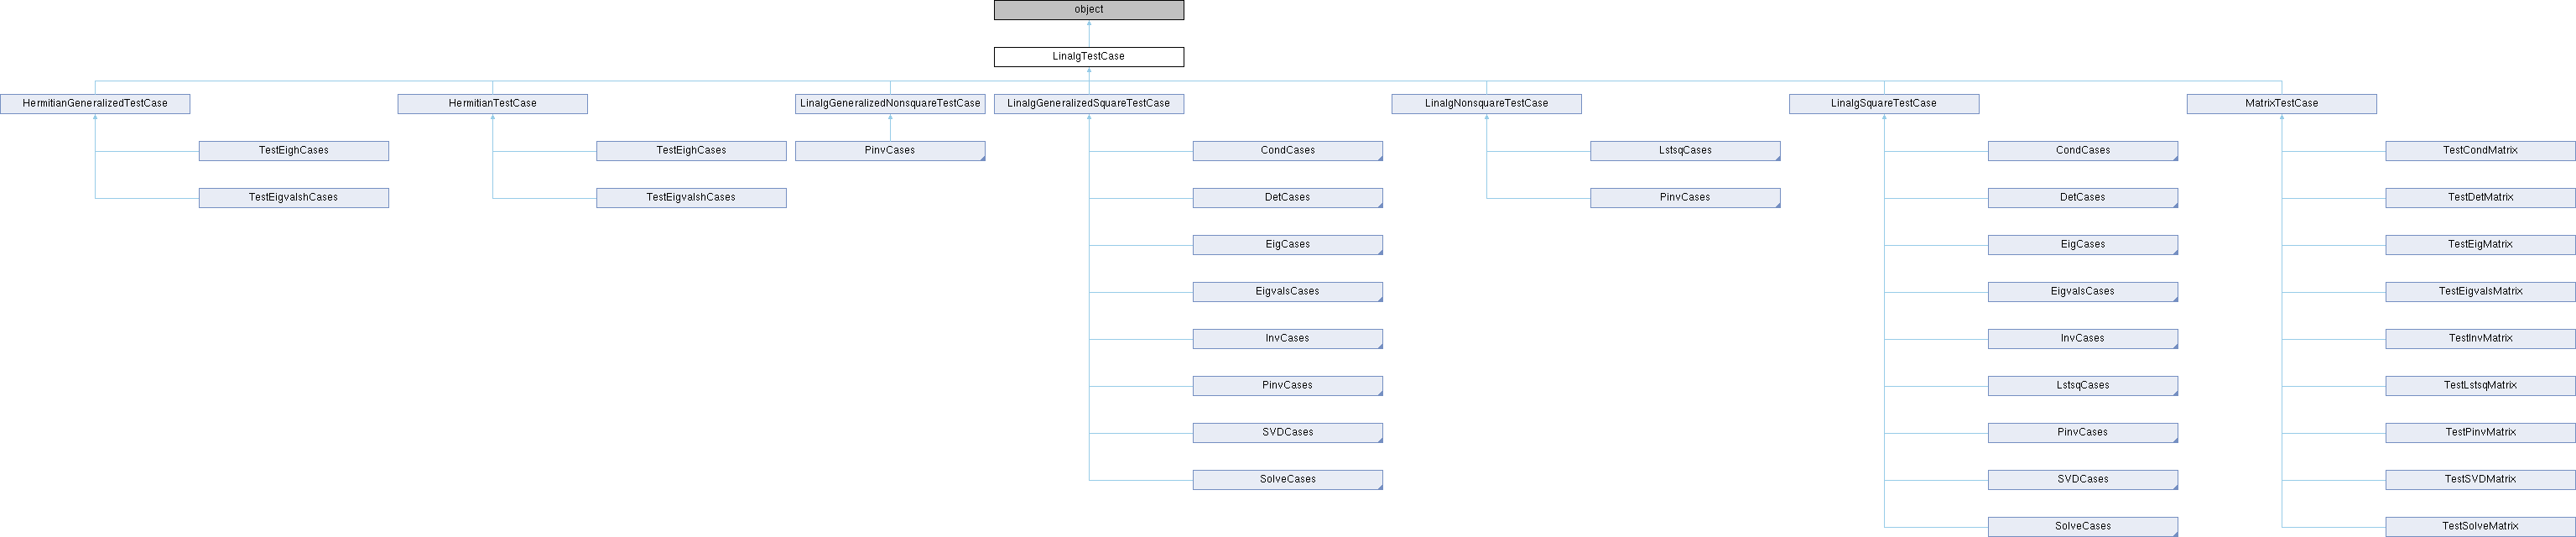 object
LinalgTestCase
HermitianGeneralizedTestCase
HermitianTestCase
LinalgGeneralizedNonsquareTestCase
LinalgGeneralizedSquareTestCase
LinalgNonsquareTestCase
LinalgSquareTestCase
MatrixTestCase
TestEighCases
TestEighCases
PinvCases
CondCases
LstsqCases
CondCases
TestCondMatrix
TestEigvalshCases
TestEigvalshCases
DetCases
PinvCases
DetCases
TestDetMatrix
EigCases
EigCases
TestEigMatrix
EigvalsCases
EigvalsCases
TestEigvalsMatrix
InvCases
InvCases
TestInvMatrix
PinvCases
LstsqCases
TestLstsqMatrix
SVDCases
PinvCases
TestPinvMatrix
SolveCases
SVDCases
TestSVDMatrix
SolveCases
TestSolveMatrix